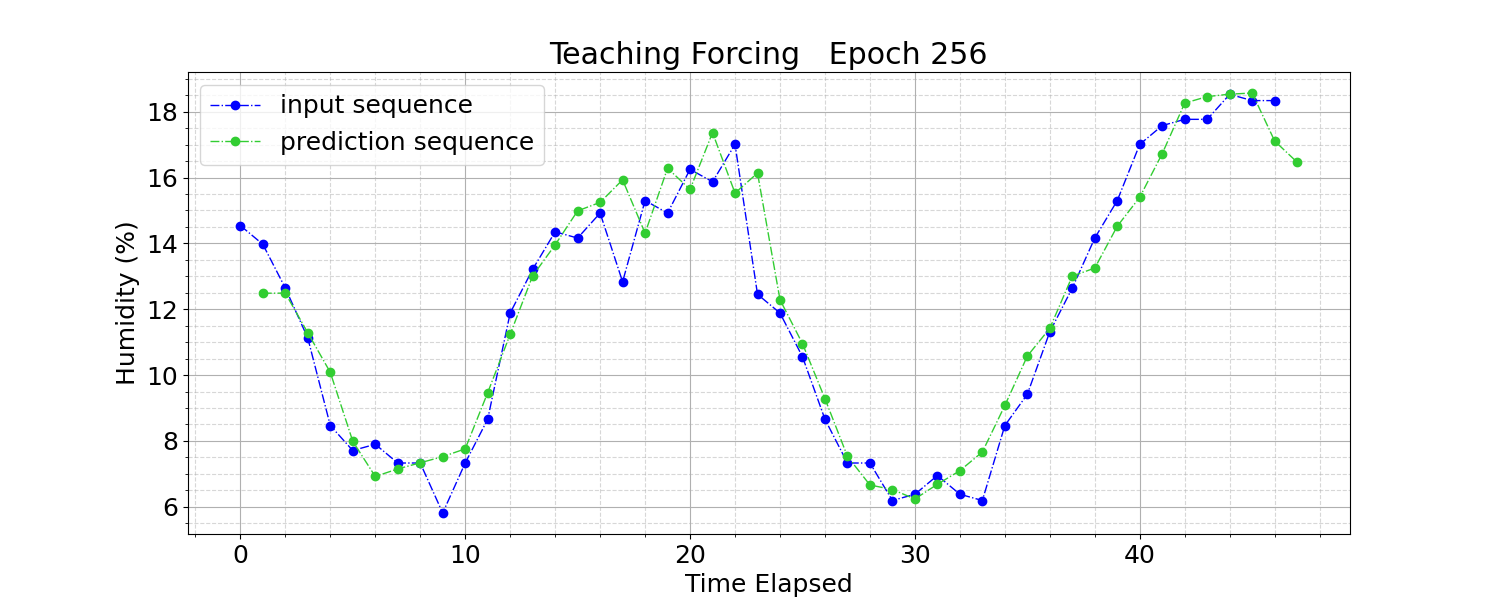 Teaching Forcing   Epoch 256
input sequence
prediction sequence
Humidity (%)
18
16
14
12
10
8
6
0 10 20 30 40
Time Elapsed